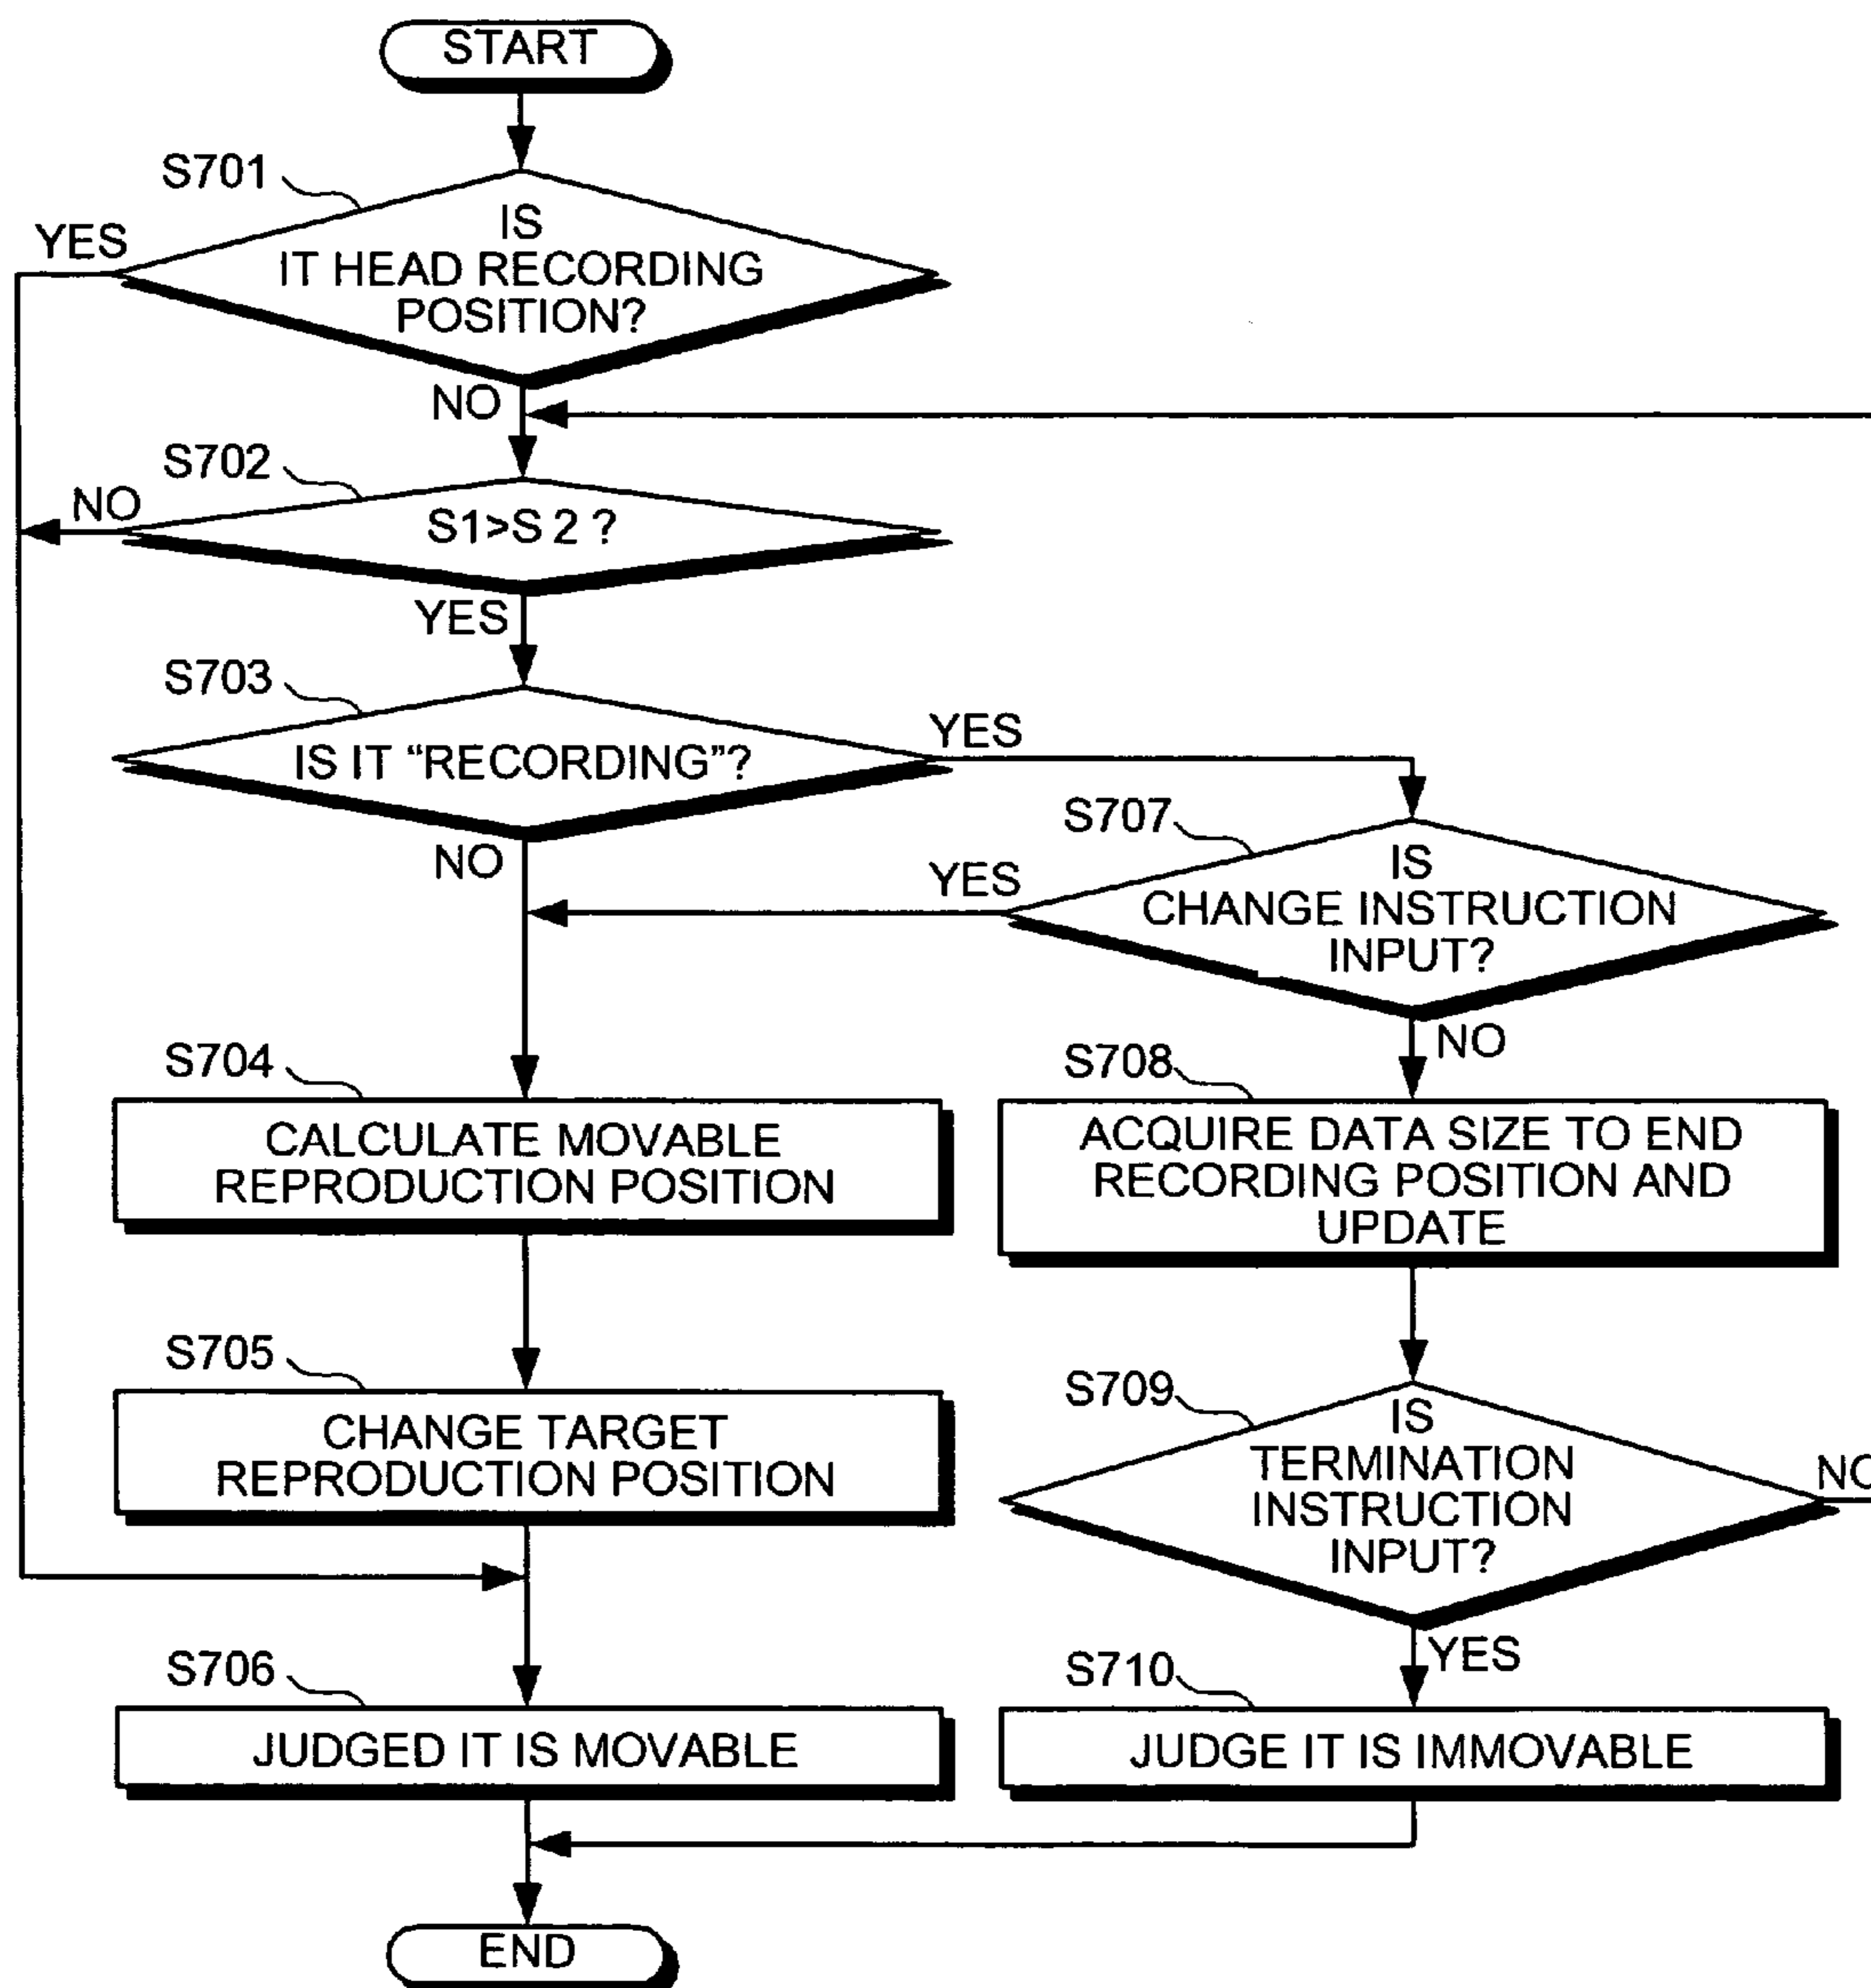 START
S701
YES
IS
IT HEAD RECORDING
POSITION?
NO
S702
NO
S1>S 2 ?
YES
S703
IS IT “RECORDING”?
YES
NO
S707
YES
IS
CHANGE INSTRUCTION
INPUT?
NO
S704
CALCULATE MOVABLE
REPRODUCTION POSITION
S708
ACQUIRE DATA SIZE TO END
RECORDING POSITION AND
UPDATE
S705
CHANGE TARGET
REPRODUCTION POSITION
S709
IS
TERMINATION
INSTRUCTION
INPUT?
NO
YES
S706
JUDGED IT IS MOVABLE
S710
JUDGE IT IS IMMOVABLE
END